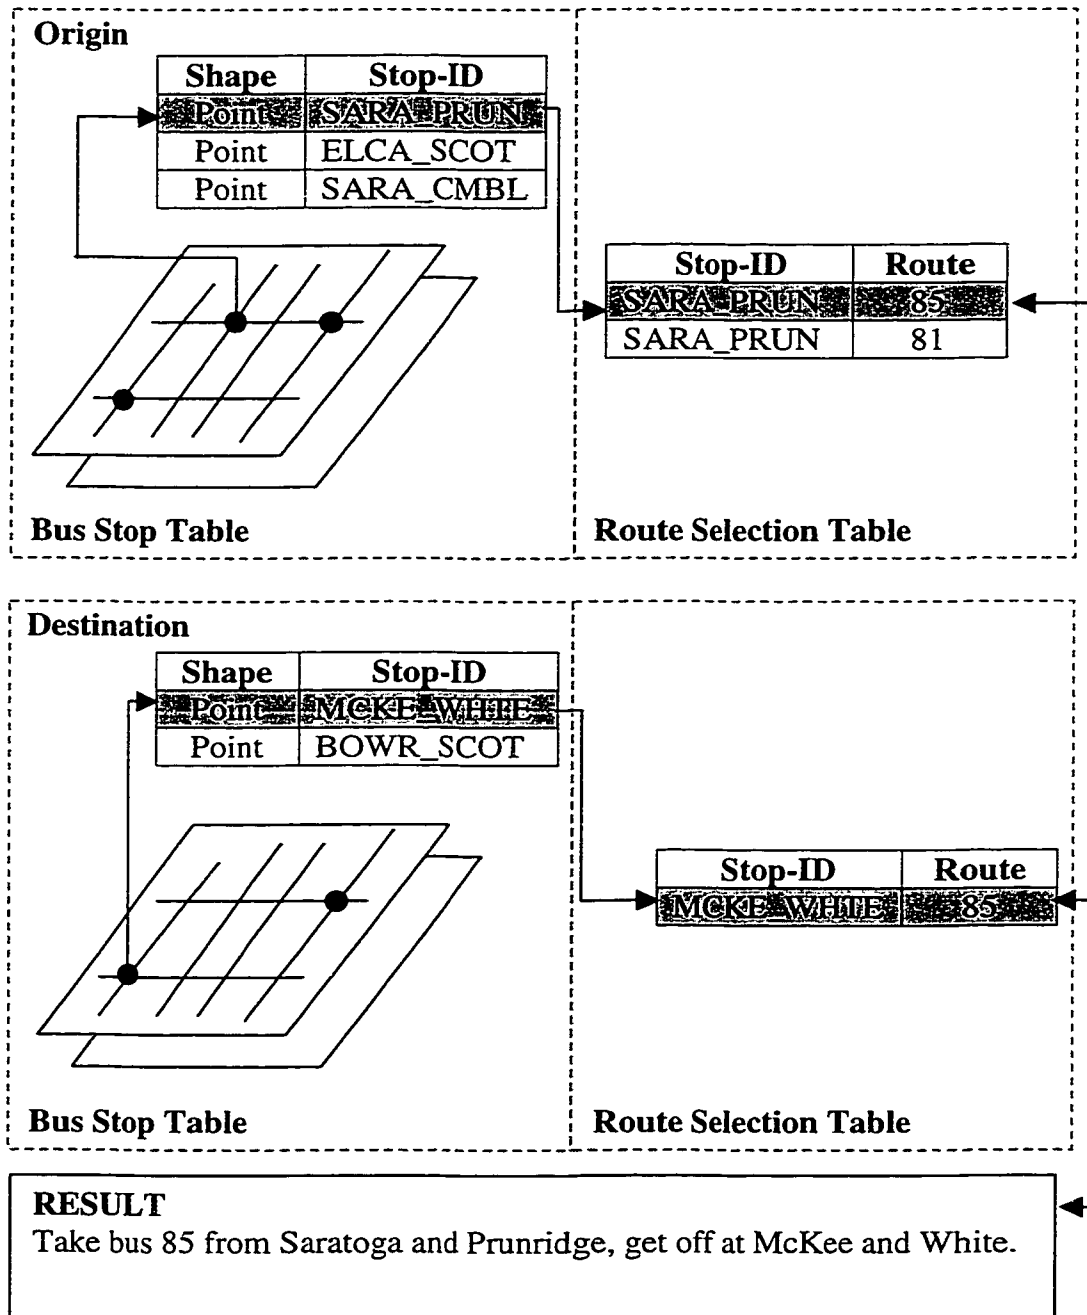 Origin
Shape Stop-ID
Point SARA_PRUN
Point ELCA_SCOT
Point SARA_CMBL
Stop-ID Route
SARA_PRUN 85
SARA_PRUN 81
Bus Stop Table
Route Selection Table
Destination
Shape Stop-ID
Point MCKE_WHTE
Point BOWR_SCOT
Stop-ID Route
MCKE_WHTE 85
Bus Stop Table
Route Selection Table
RESULT
Take bus 85 from Saratoga and Prunridge, get off at McKee and White.